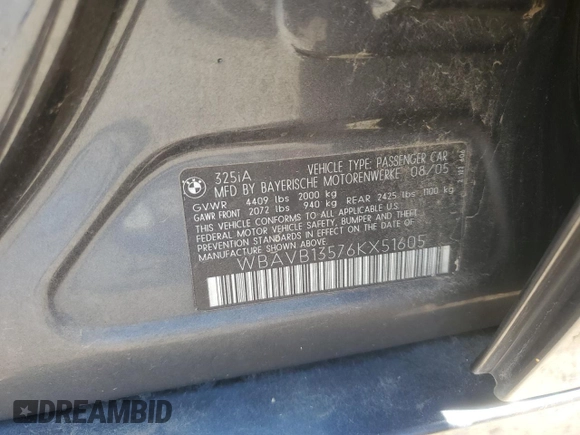 BMW
325iA VEHICLE TYPE: PASSENGER CAR
MFD BY BAYERISCHE MOTORENWERKE 08/05
GVWR 4409 lbs 2000 kg
GAWR FRONT 2072 lbs 940 kg REAR 2425 lbs 1100 kg
THIS VEHICLE CONFORMS TO ALL APPLICABLE
FEDERAL MOTOR VEHICLE SAFETY, BUMPER AND THEFT
PREVENTION STANDARDS IN EFFECT ON THE DATE OF
MANUFACTURE SHOWN ABOVE.
WBAVB13576KX51605
DREAMBID